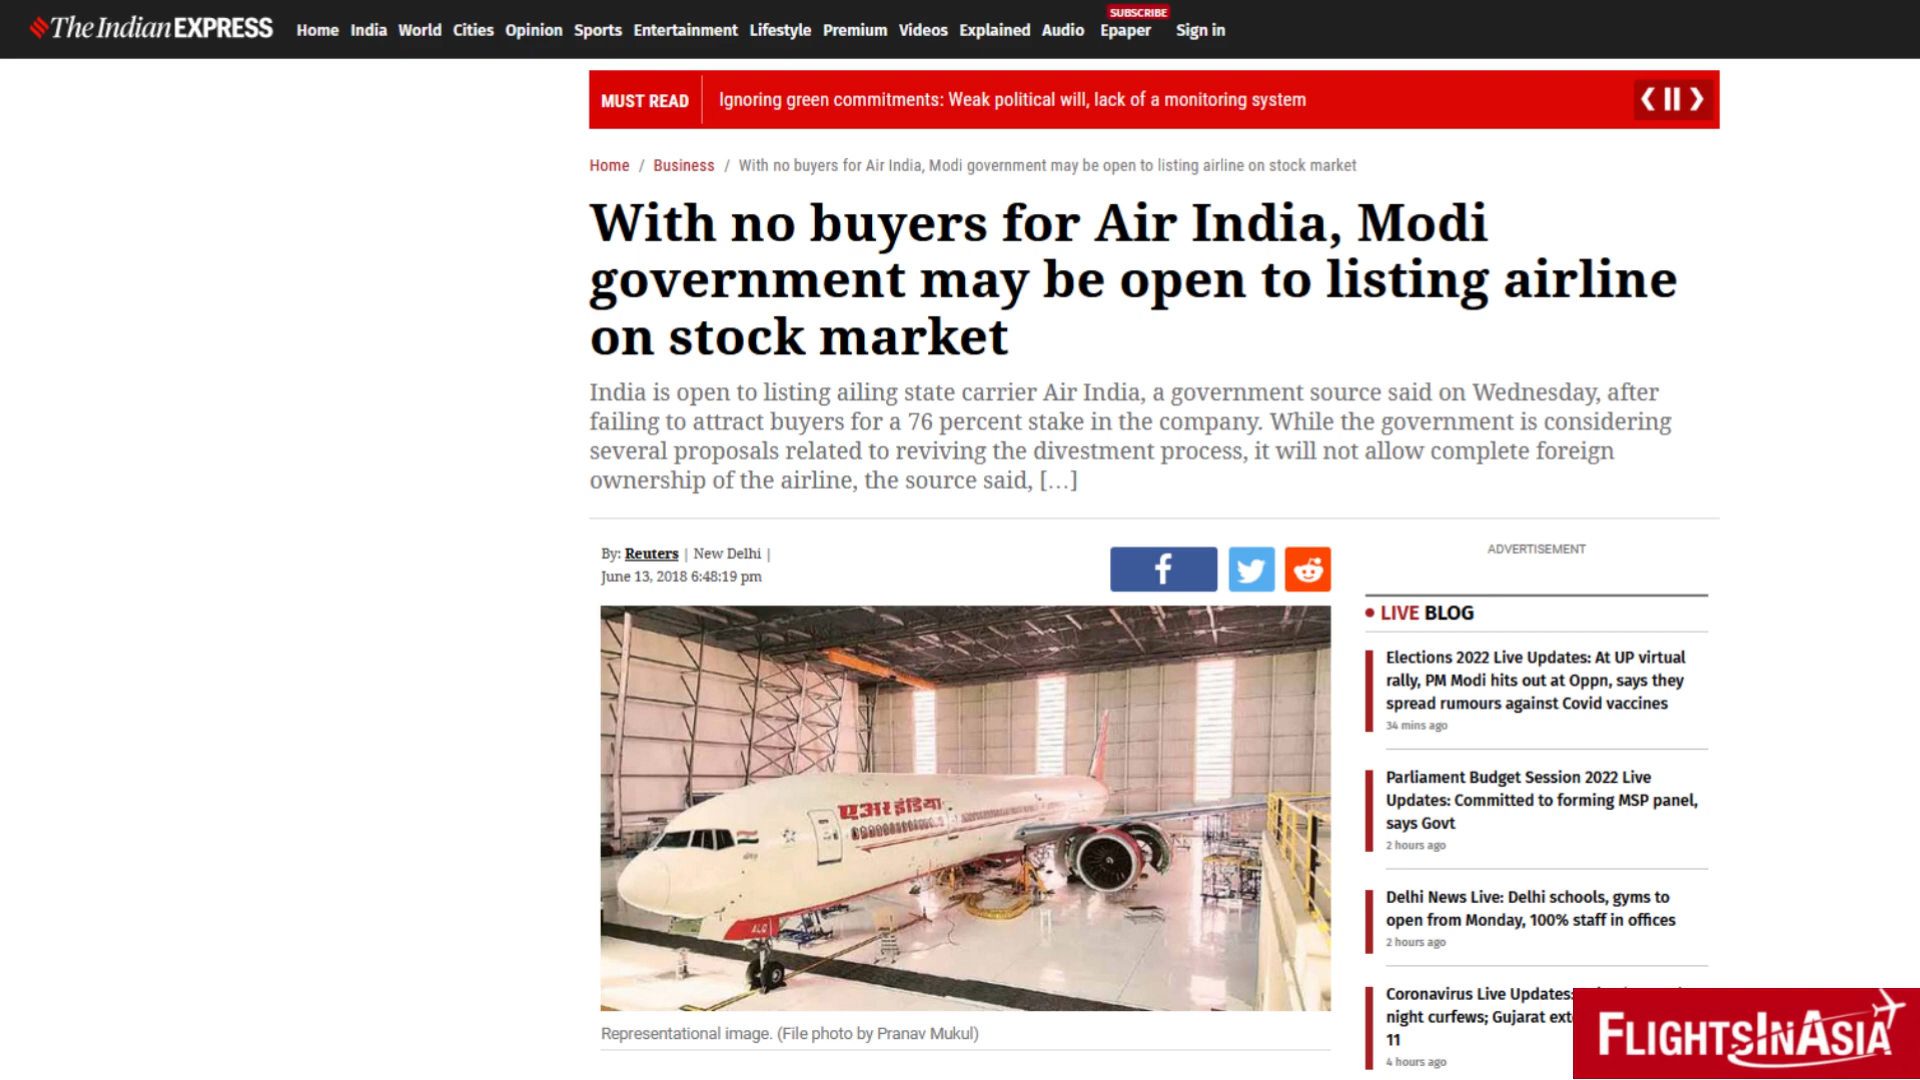 The Indian EXPRESS
Home India World Cities Opinion Sports Entertainment Lifestyle Premium Videos Explained Audio Epaper SUBSCRIBE Sign in
MUST READ Ignoring green commitments: Weak political will, lack of a monitoring system
Home / Business / With no buyers for Air India, Modi government may be open to listing airline on stock market
With no buyers for Air India, Modi
government may be open to listing airline
on stock market
India is open to listing ailing state carrier Air India, a government source said on Wednesday, after
failing to attract buyers for a 76 percent stake in the company. While the government is considering
several proposals related to reviving the divestment process, it will not allow complete foreign
ownership of the airline, the source said, […]
By: Reuters | New Delhi |
June 13, 2018 6:48:19 pm
एअर इंडिया
ALG
Representational image. (File photo by Pranav Mukul)
ADVERTISEMENT
LIVE BLOG
Elections 2022 Live Updates: At UP virtual
rally, PM Modi hits out at Oppn, says they
spread rumours against Covid vaccines
34 mins ago
Parliament Budget Session 2022 Live
Updates: Committed to forming MSP panel,
says Govt
2 hours ago
Delhi News Live: Delhi schools, gyms to
open from Monday, 100% staff in offices
2 hours ago
Coronavirus Live Updates:
night curfews; Gujarat
11
4 hours ago
FLIGHTSINASIA